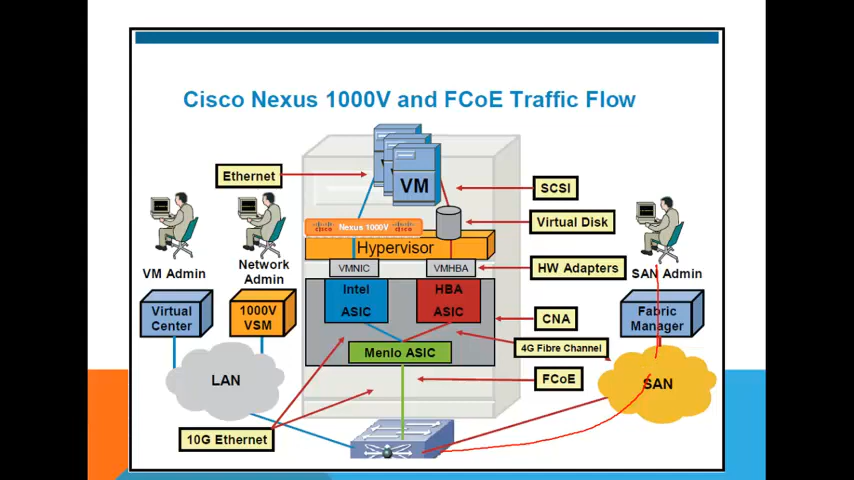 Cisco Nexus 1000V and FCoE Traffic Flow
Ethernet
VM
SCSI
Virtual Disk
cisco Nexus 1000V cisco
Hypervisor
VM Admin
Network
Admin
SAN Admin
VMNIC
VMHBA
HW Adapters
Intel
ASIC
HBA
ASIC
Virtual
Center
1000V
VSM
CNA
Fabric
Manager
4G Fibre Channel
Menlo ASIC
LAN
FCoE
SAN
10G Ethernet